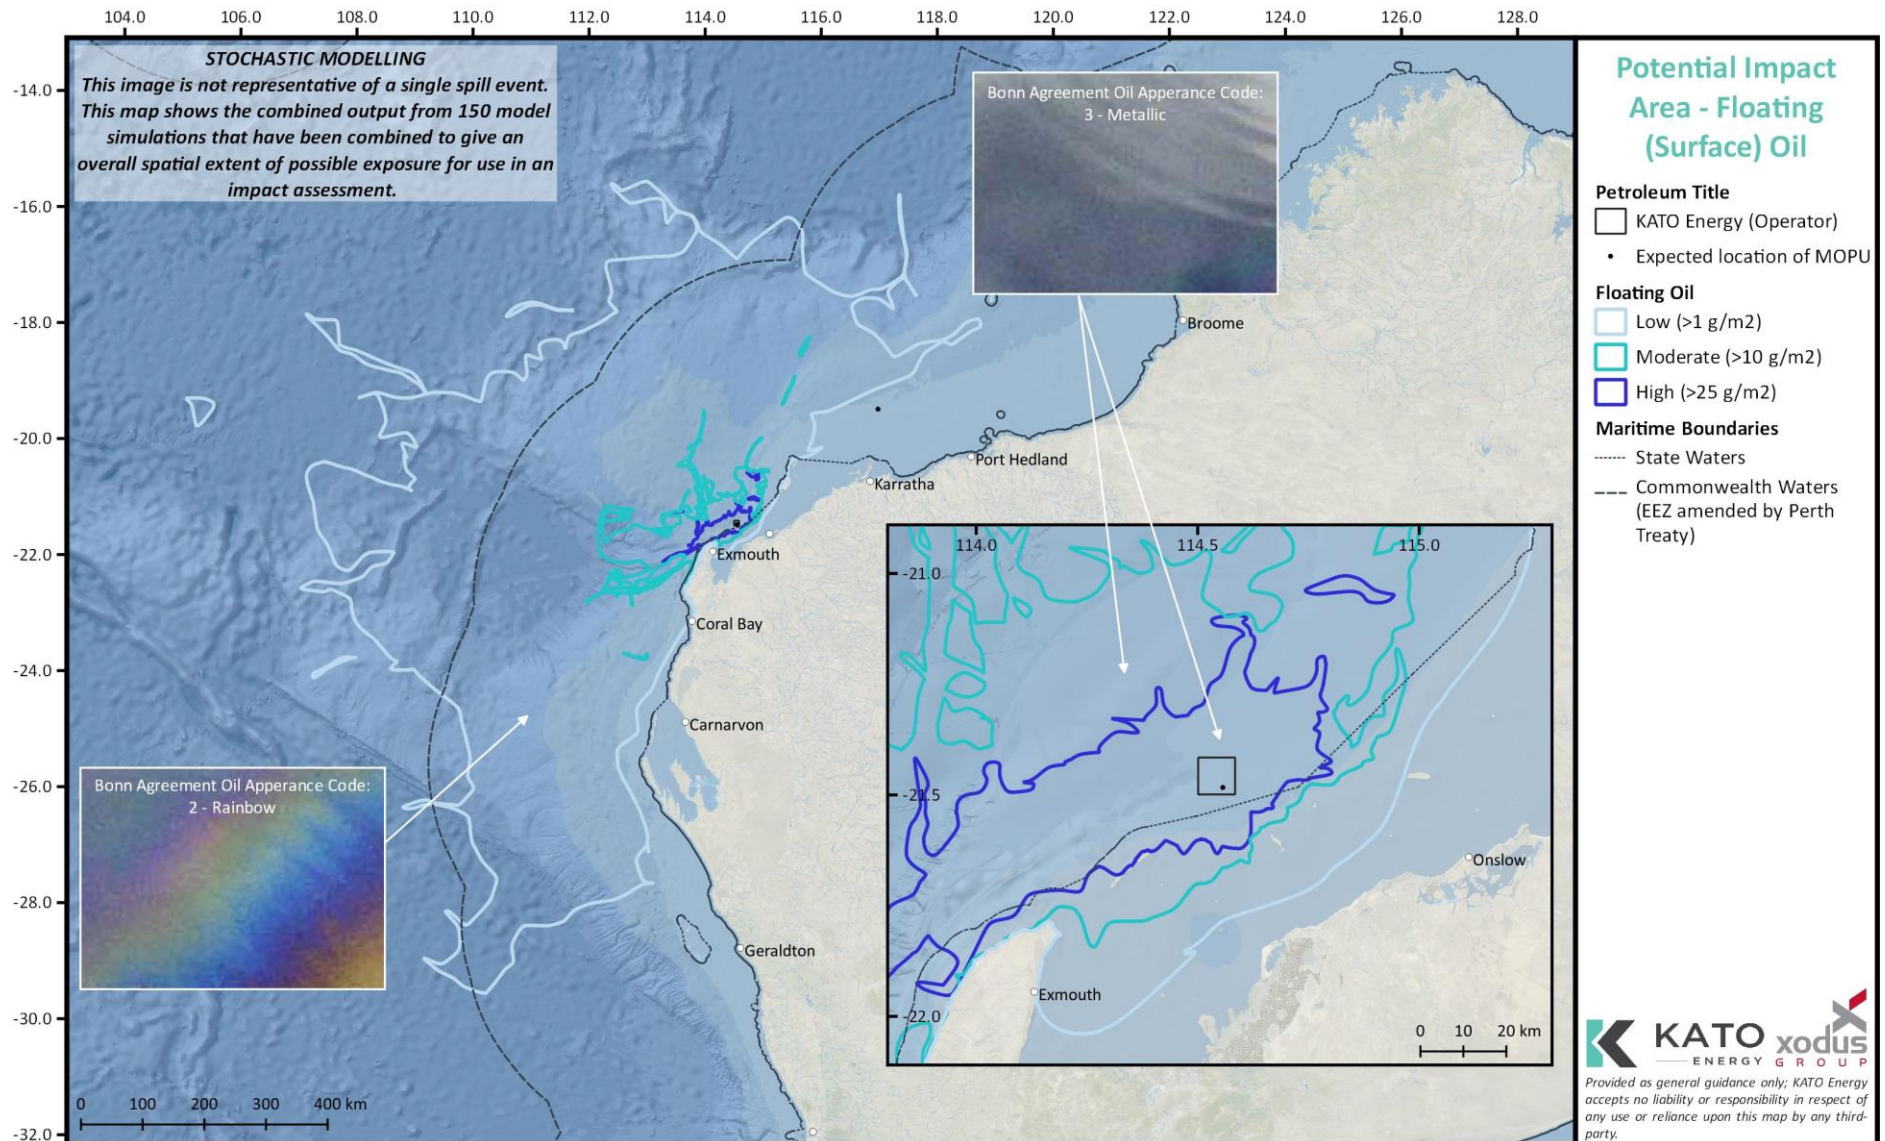 104.0 106.0 108.0 110.0 112.0 114.0 116.0 118.0 120.0 122.0 124.0 126.0 128.0
-14.0
-16.0
-18.0
-20.0
-22.0
-24.0
-26.0
-28.0
-30.0
-32.0
STOCHASTIC MODELLING
This image is not representative of a single spill event.
This map shows the combined output from 150 model
simulations that have been combined to give an
overall spatial extent of possible exposure for use in an
impact assessment.
Bonn Agreement Oil Apperance Code:
3 - Metallic
Broome
Port Hedland
Karratha
Exmouth
Coral Bay
Carnarvon
Geraldton
Bonn Agreement Oil Apperance Code:
2 - Rainbow
0 100 200 300 400 km
114.0 114.5 115.0
-21.0
-21.5
-22.0
Onslow
Exmouth
0 10 20 km
Potential Impact
Area - Floating
(Surface) Oil
Petroleum Title
KATO Energy (Operator)
Expected location of MOPU
Floating Oil
Low (>1 g/m2)
Moderate (>10 g/m2)
High (>25 g/m2)
Maritime Boundaries
State Waters
Commonwealth Waters
(EEZ amended by Perth
Treaty)
KATO
ENERGY
xodus
GROUP
Provided as general guidance only; KATO Energy
accepts no liability or responsibility in respect of
any use or reliance upon this map by any third-
party.